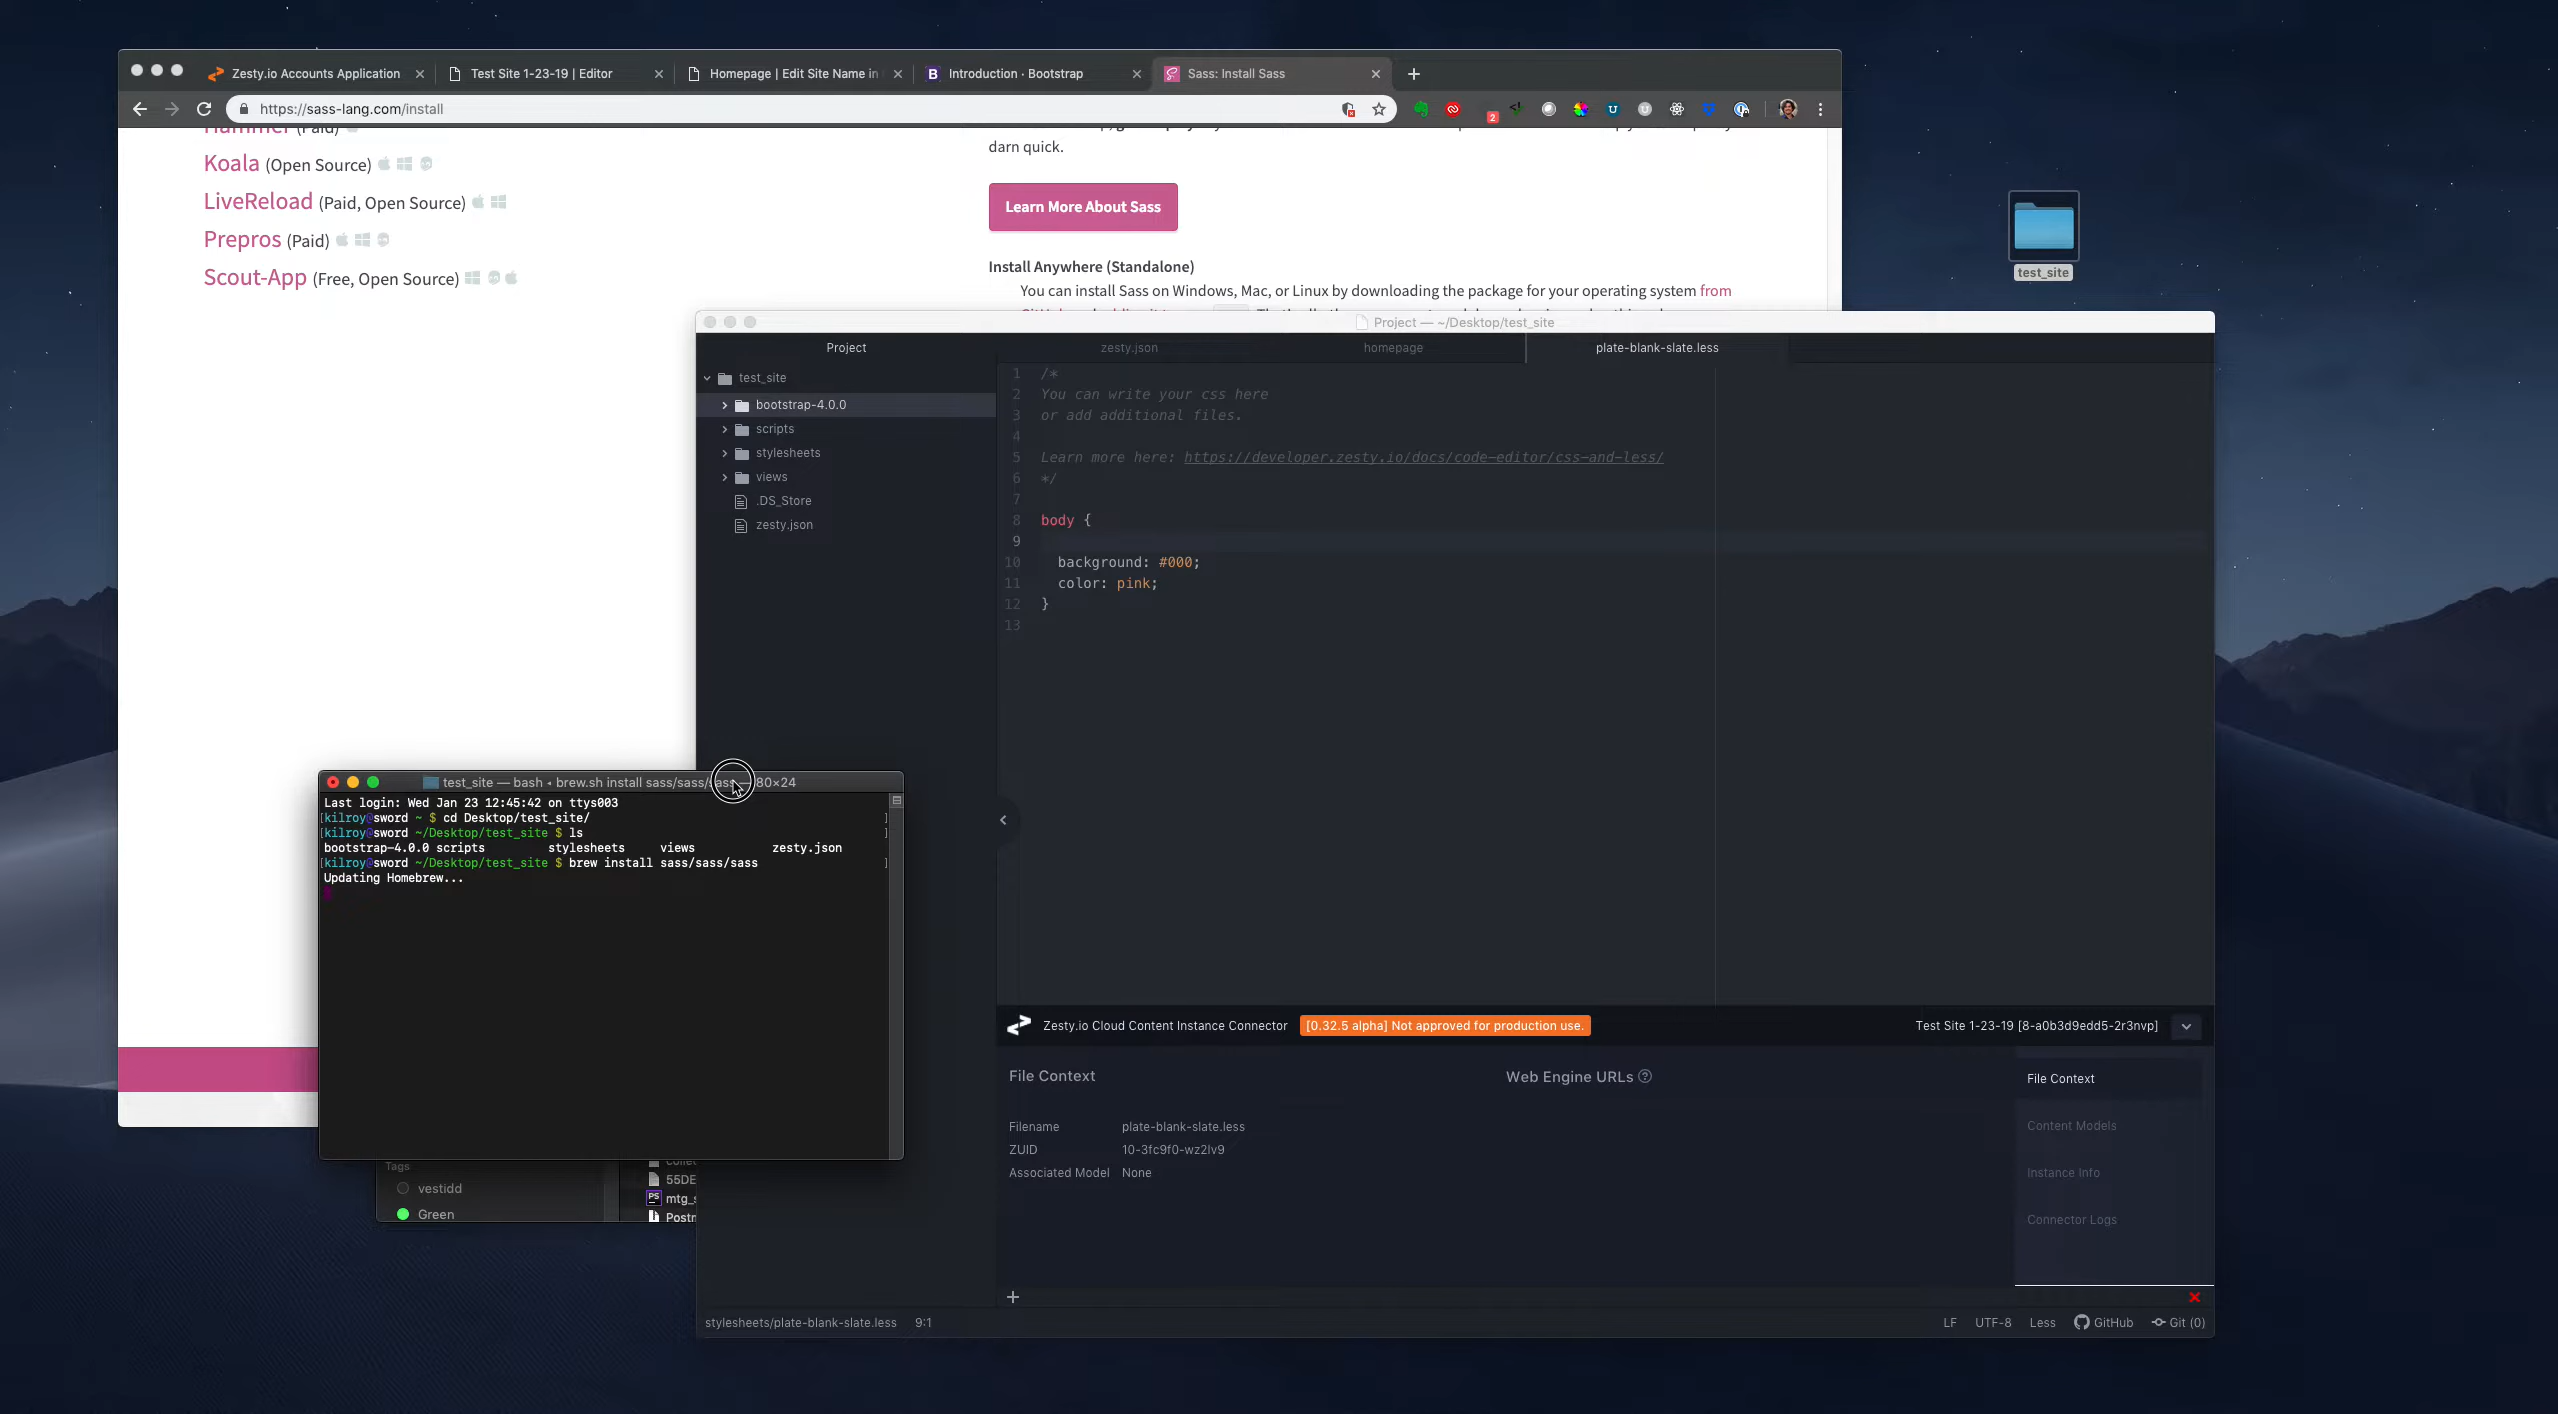 Zesty.io Accounts Application
Test Site 1-23-19 | Editor
Homepage | Edit Site Name in
Introduction · Bootstrap
Sass: Install Sass
https://sass-lang.com/install
2
Hammer (Paid)
Koala (Open Source)
LiveReload (Paid, Open Source)
Prepros (Paid)
Scout-App (Free, Open Source)
darn quick.
Learn More About Sass
Install Anywhere (Standalone)
You can install Sass on Windows, Mac, or Linux by downloading the package for your operating system from
test_site
Project — ~/Desktop/test_site
Project
zesty.json
homepage
plate-blank-slate.less
test_site
bootstrap-4.0.0
scripts
stylesheets
views
.DS_Store
zesty.json
1 /*
2 You can write your css here
3 or add additional files.
4
5 Learn more here: https://developer.zesty.io/docs/code-editor/css-and-less/
6 */
7
8 body {
9
10 background: #000;
11 color: pink;
12 }
13
test_site — bash ◂ brew.sh install sass/sass/sass — 80×24
Last login: Wed Jan 23 12:45:42 on ttys003
[kilroy@sword ~ $ cd Desktop/test_site/ ]
[kilroy@sword ~/Desktop/test_site $ ls ]
bootstrap-4.0.0 scripts stylesheets views zesty.json
[kilroy@sword ~/Desktop/test_site $ brew install sass/sass/sass ]
Updating Homebrew...
Tags
vestidd
Green
55DE
PS mtg_s
Postm
Zesty.io Cloud Content Instance Connector
[0.32.5 alpha] Not approved for production use.
Test Site 1-23-19 [8-a0b3d9edd5-2r3nvp]
File Context
Web Engine URLs ?
Filename plate-blank-slate.less
ZUID 10-3fc9f0-wz2lv9
Associated Model None
File Context
Content Models
Instance Info
Connector Logs
stylesheets/plate-blank-slate.less 9:1
LF UTF-8 Less GitHub Git (0)